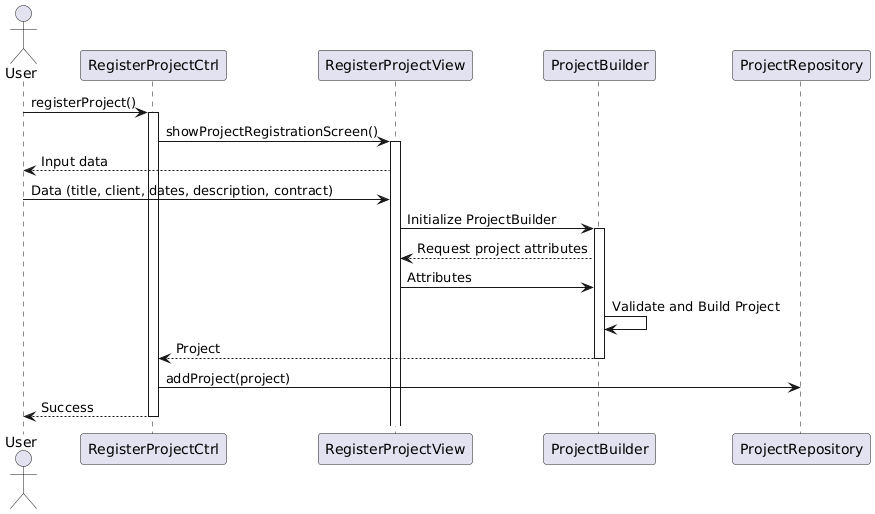 User
RegisterProjectCtrl
RegisterProjectView
ProjectBuilder
ProjectRepository
registerProject()
showProjectRegistrationScreen()
Input data
Data (title, client, dates, description, contract)
Initialize ProjectBuilder
Request project attributes
Attributes
Validate and Build Project
Project
addProject(project)
Success
User
RegisterProjectCtrl
RegisterProjectView
ProjectBuilder
ProjectRepository